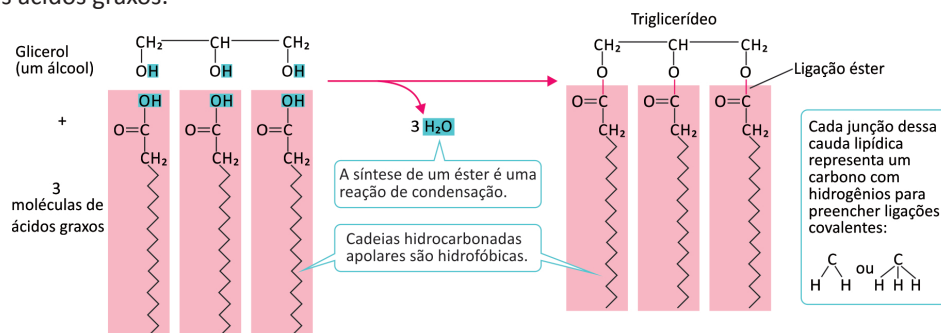 s ácidos graxos.
Glicerol
(um álcool)
CH₂
CH
CH₂
OH
OH
OH
+
3
moléculas de
ácidos graxos
OH
OH
OH
O=C
O=C
O=C
CH₂
CH₂
CH₂
3 H₂O
A síntese de um éster é uma
reação de condensação.
Cadeias hidrocarbonadas
apolares são hidrofóbicas.
Triglicerídeo
CH₂
CH
CH₂
O
O
O
Ligação éster
O=C
O=C
O=C
CH₂
CH₂
CH₂
Cada junção dessa
cauda lipídica
representa um
carbono com
hidrogênios para
preencher ligações
covalentes:
C
H H
ou
C
H H H